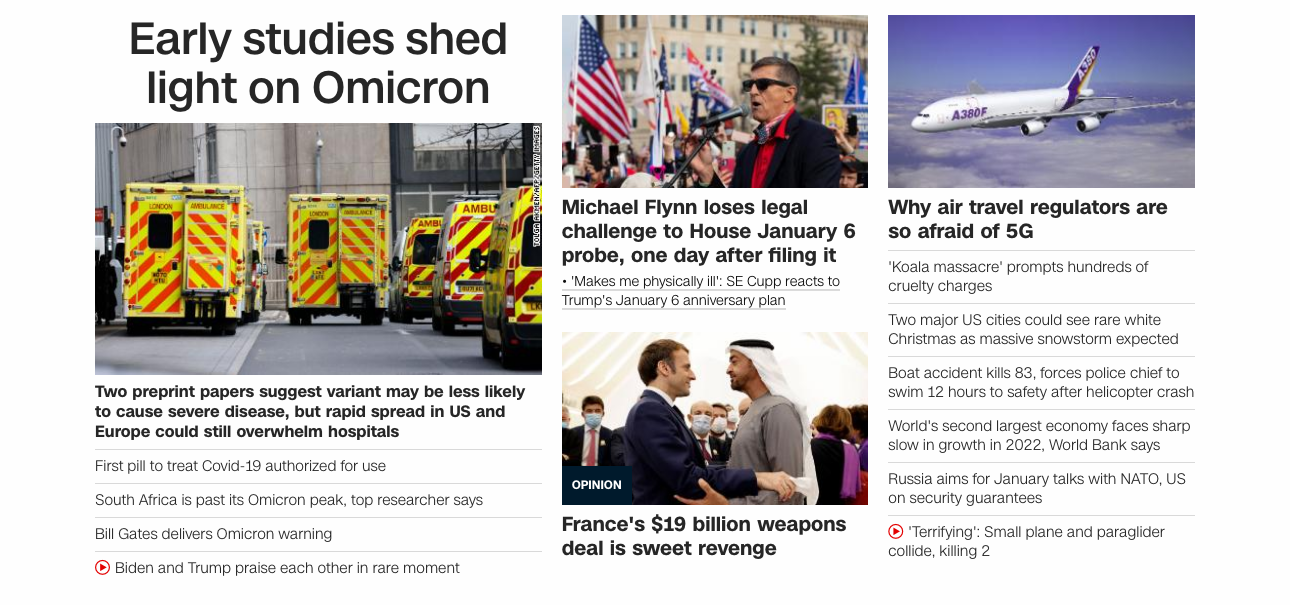 Early studies shed
light on Omicron
LONDON
AMBULANCE
LONDON
AMBULANCE
AMBU
TOLGA AKMEN/AFP/GETTY IMAGES
Two preprint papers suggest variant may be less likely
to cause severe disease, but rapid spread in US and
Europe could still overwhelm hospitals
First pill to treat Covid-19 authorized for use
South Africa is past its Omicron peak, top researcher says
Bill Gates delivers Omicron warning
Biden and Trump praise each other in rare moment
Michael Flynn loses legal
challenge to House January 6
probe, one day after filing it
• 'Makes me physically ill': SE Cupp reacts to
Trump's January 6 anniversary plan
OPINION
France's $19 billion weapons
deal is sweet revenge
A380
A380F
Why air travel regulators are
so afraid of 5G
'Koala massacre' prompts hundreds of
cruelty charges
Two major US cities could see rare white
Christmas as massive snowstorm expected
Boat accident kills 83, forces police chief to
swim 12 hours to safety after helicopter crash
World's second largest economy faces sharp
slow in growth in 2022, World Bank says
Russia aims for January talks with NATO, US
on security guarantees
'Terrifying': Small plane and paraglider
collide, killing 2